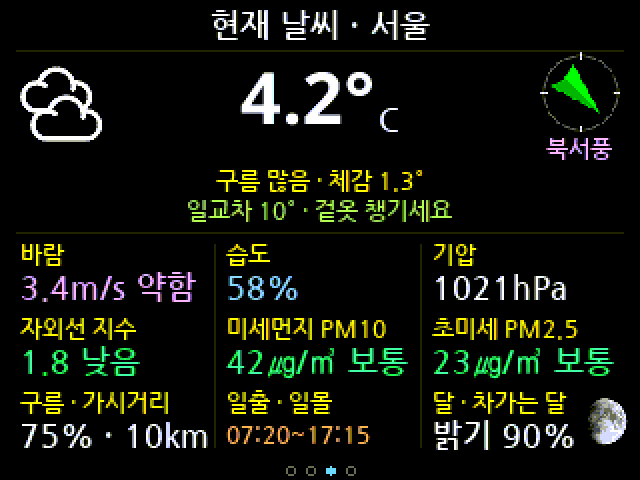 현재 날씨 · 서울
4.2° C
북서풍
구름 많음 · 체감 1.3°
일교차 10° · 겉옷 챙기세요
바람
3.4m/s 약함
습도
58%
기압
1021hPa
자외선 지수
1.8 낮음
미세먼지 PM10
42㎍/㎥ 보통
초미세 PM2.5
23㎍/㎥ 보통
구름 · 가시거리
75% · 10km
일출 · 일몰
07:20~17:15
달 · 차가는 달
밝기 90%